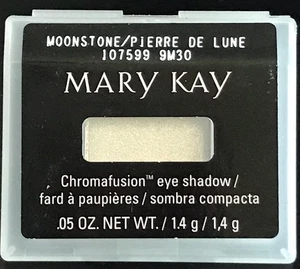 MOONSTONE/PIERRE DE LUNE
107599 9M30
MARY KAY
Chromafusion™ eye shadow /
fard à paupières / sombra compacta
.05 OZ. NET WT. / 1.4 g / 1,4 g